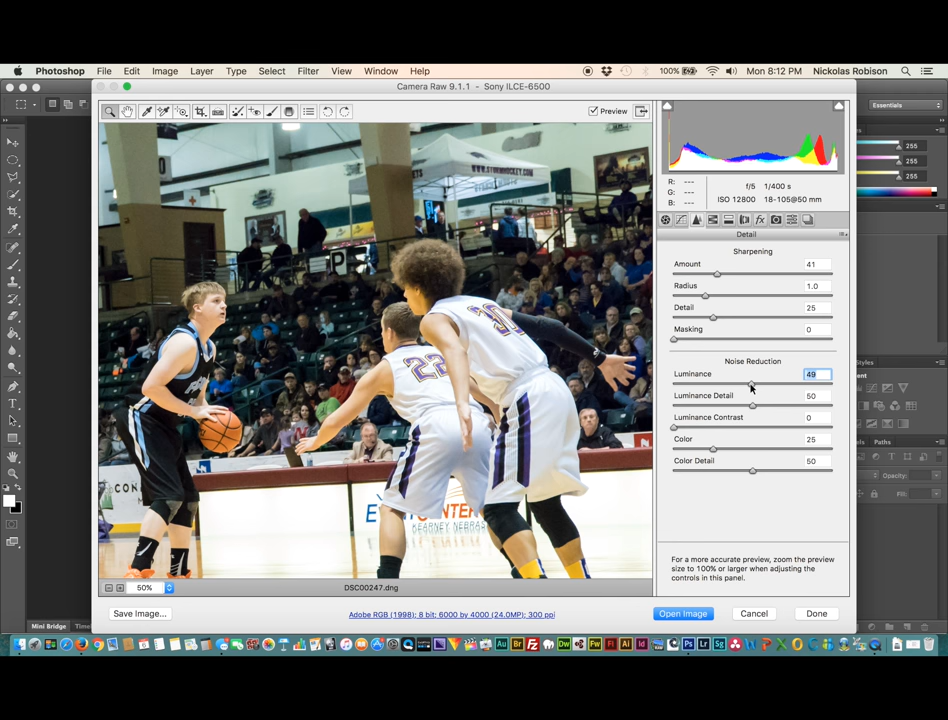 Photoshop File Edit Image Layer Type Select Filter View Window Help
100% Mon 8:12 PM Nickolas Robison
Camera Raw 9.1.1 - Sony ILCE-6500
Preview
Essentials
R: ---
G: ---
B: ---
f/5 1/400 s
ISO 12800 18-105@50 mm
255
255
255
Detail
Sharpening
Amount 41
Radius 1.0
Detail 25
Masking 0
Noise Reduction
Luminance 49
Luminance Detail 50
Luminance Contrast 0
Color 25
Color Detail 50
Styles
Paths
Opacity:
Fill:
For a more accurate preview, zoom the preview
size to 100% or larger when adjusting the
controls in this panel.
22
30
P
CENTER
KEARNEY, NEBRASKA
50% DSC00247.dng
Save Image... Adobe RGB (1998); 8 bit; 6000 by 4000 (24.0MP); 300 ppi Open Image Cancel Done
Mini Bridge